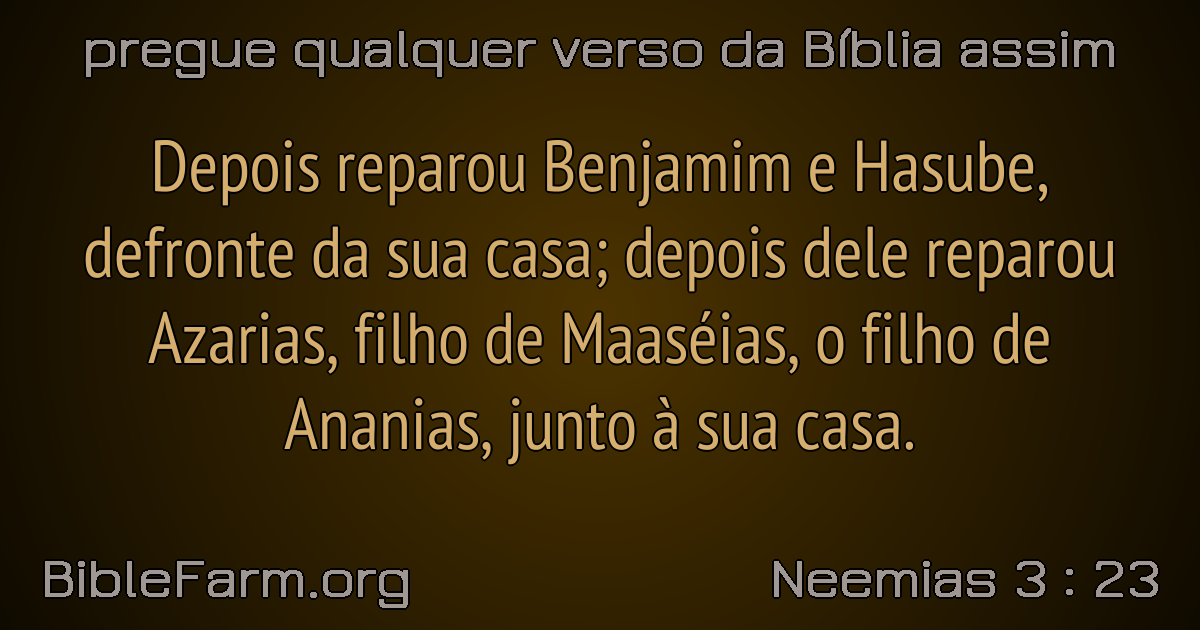 pregue qualquer verso da Bíblia assim
Depois reparou Benjamim e Hasube,
defronte da sua casa; depois dele reparou
Azarias, filho de Maaséias, o filho de
Ananias, junto à sua casa.
BibleFarm.org
Neemias 3 : 23